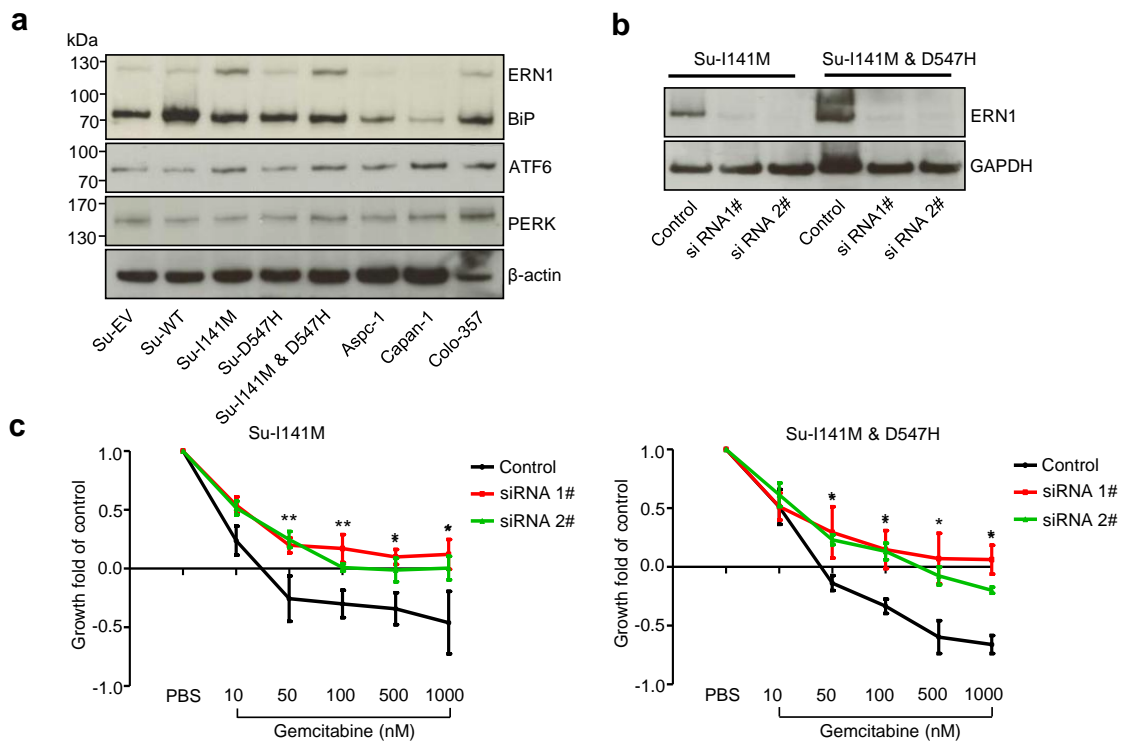 a
kDa
130
100
70
100
70
170
130
ERN1
BiP
ATF6
PERK
β-actin
Su-EV
Su-WT
Su-I141M
Su-D547H
Su-I141M & D547H
Aspc-1
Capan-1
Colo-357
b
Su-I141M
Su-I141M & D547H
ERN1
GAPDH
Control
si RNA1#
si RNA 2#
Control
si RNA1#
si RNA 2#
c
Su-I141M
Growth fold of control
1.0
0.5
0.0
-0.5
-1.0
** ** * *
Control
siRNA 1#
siRNA 2#
PBS 10 50 100 500 1000
Gemcitabine (nM)
Su-I141M & D547H
Growth fold of control
1.0
0.5
0.0
-0.5
-1.0
* * * *
Control
siRNA 1#
siRNA 2#
PBS 10 50 100 500 1000
Gemcitabine (nM)